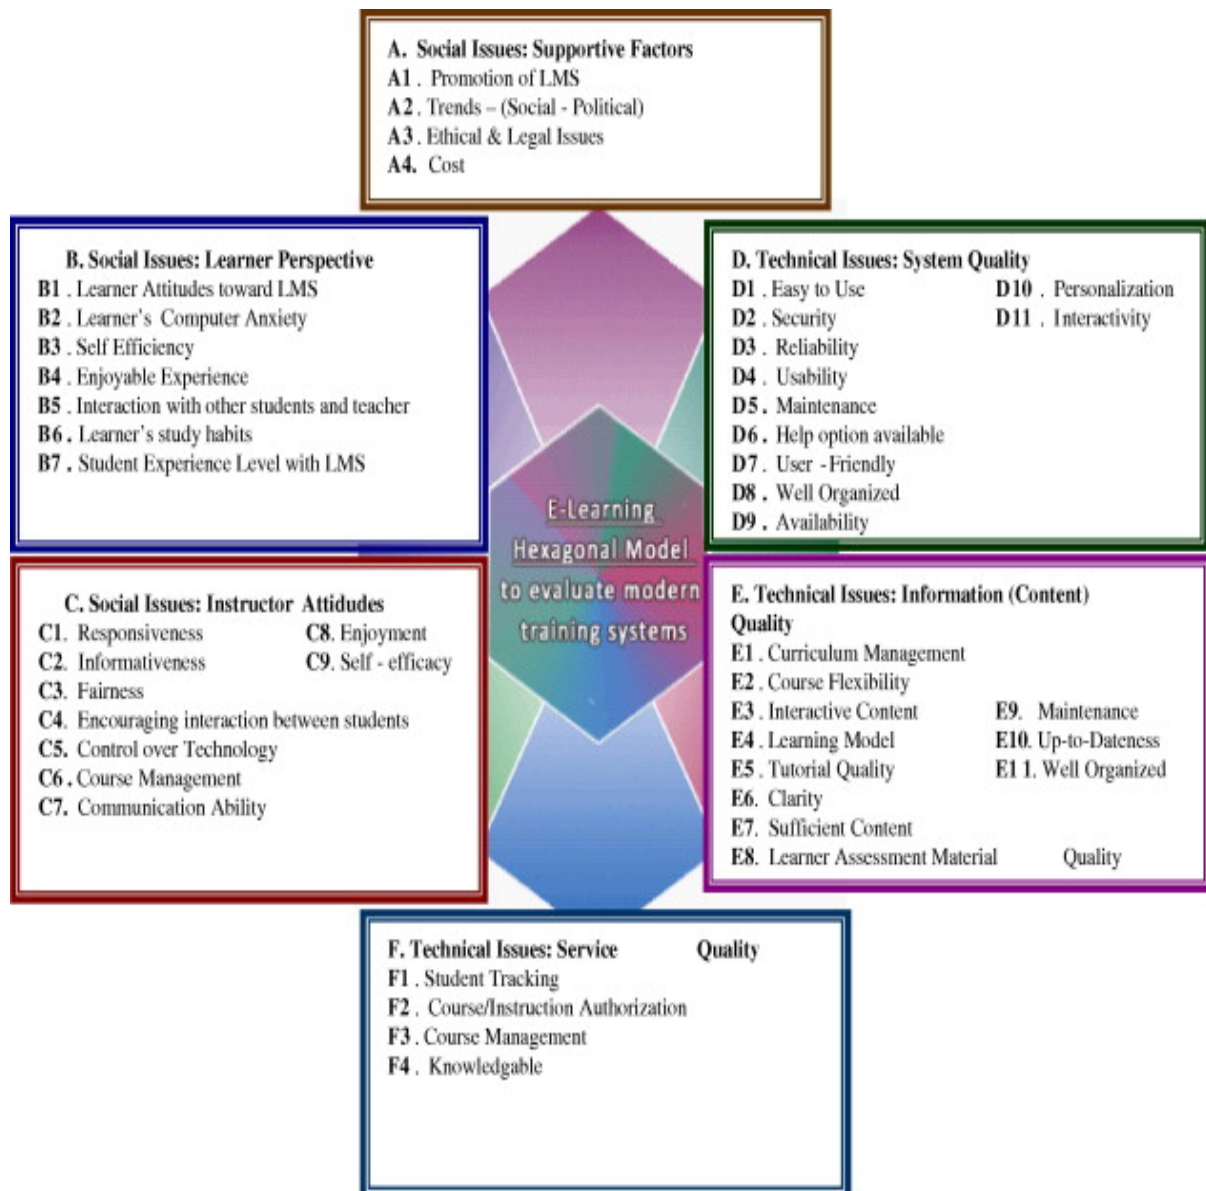 A. Social Issues: Supportive Factors
A1 . Promotion of LMS
A2 . Trends – (Social - Political)
A3 . Ethical & Legal Issues
A4. Cost
B. Social Issues: Learner Perspective
B1 . Learner Attitudes toward LMS
B2 . Learner's Computer Anxiety
B3 . Self Efficiency
B4 . Enjoyable Experience
B5 . Interaction with other students and teacher
B6 . Learner's study habits
B7 . Student Experience Level with LMS
D. Technical Issues: System Quality
D1 . Easy to Use
D2 . Security
D3 . Reliability
D4 . Usability
D5 . Maintenance
D6 . Help option available
D7 . User -Friendly
D8 . Well Organized
D9 . Availability
D10 . Personalization
D11 . Interactivity
E-Learning
Hexagonal Model
to evaluate modern
training systems
C. Social Issues: Instructor Attidudes
C1. Responsiveness
C2. Informativeness
C3. Fairness
C4. Encouraging interaction between students
C5. Control over Technology
C6 . Course Management
C7. Communication Ability
C8. Enjoyment
C9. Self - efficacy
E. Technical Issues: Information (Content)
Quality
E1 . Curriculum Management
E2 . Course Flexibility
E3 . Interactive Content
E4 . Learning Model
E5 . Tutorial Quality
E6. Clarity
E7. Sufficient Content
E8. Learner Assessment Material Quality
E9. Maintenance
E10. Up-to-Dateness
E1 1. Well Organized
F. Technical Issues: Service Quality
F1 . Student Tracking
F2 . Course/Instruction Authorization
F3 . Course Management
F4 . Knowledgable